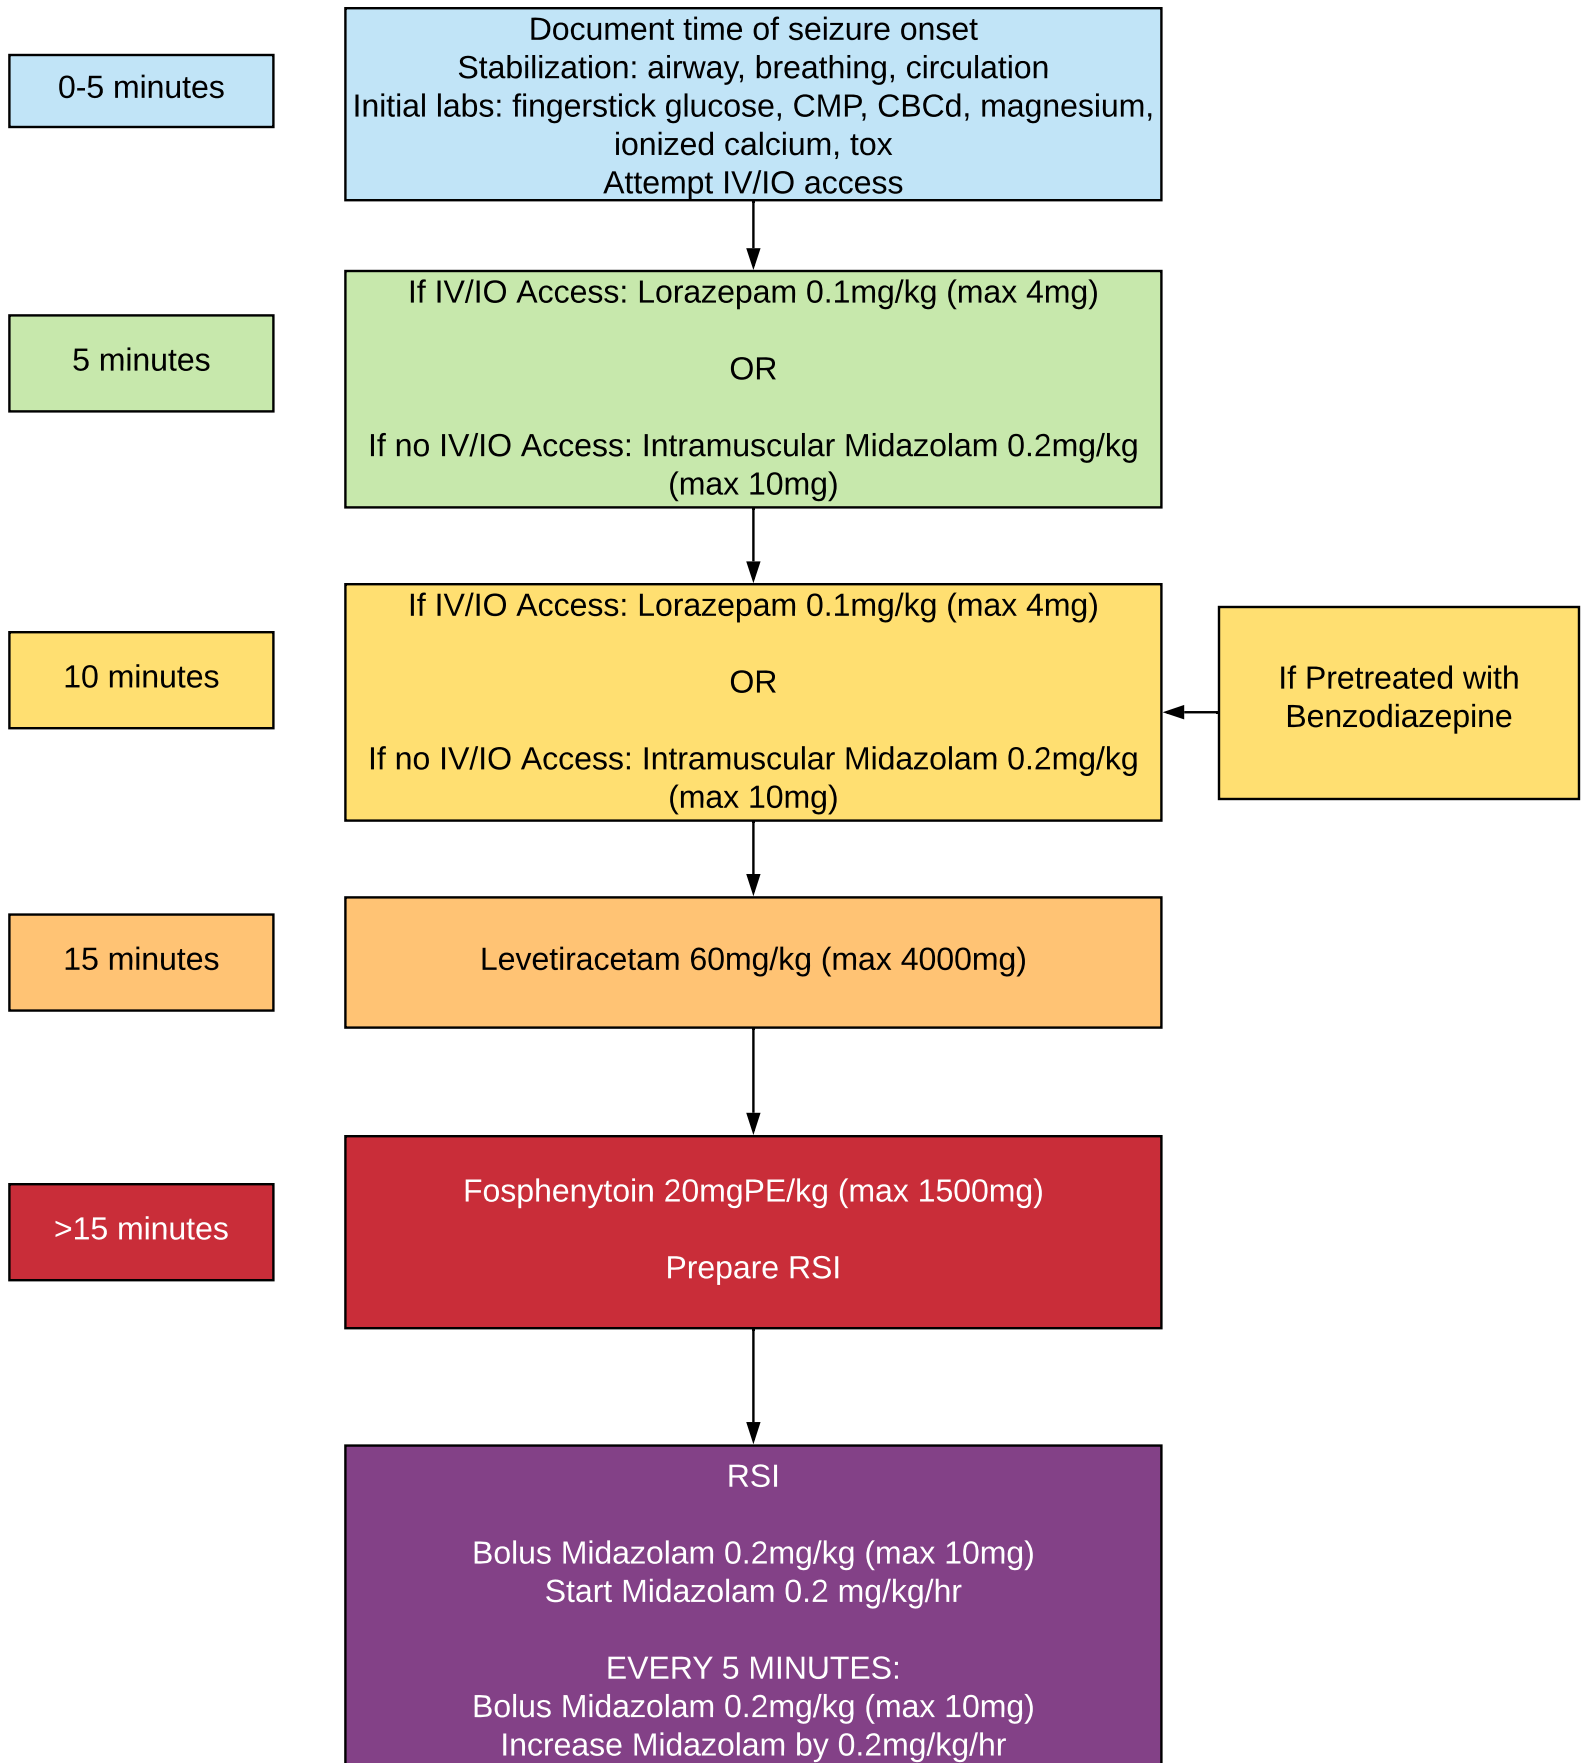 0-5 minutes
Document time of seizure onset
Stabilization: airway, breathing, circulation
Initial labs: fingerstick glucose, CMP, CBCd, magnesium,
ionized calcium, tox
Attempt IV/IO access
5 minutes
If IV/IO Access: Lorazepam 0.1mg/kg (max 4mg)
OR
If no IV/IO Access: Intramuscular Midazolam 0.2mg/kg
(max 10mg)
10 minutes
If IV/IO Access: Lorazepam 0.1mg/kg (max 4mg)
OR
If no IV/IO Access: Intramuscular Midazolam 0.2mg/kg
(max 10mg)
If Pretreated with
Benzodiazepine
15 minutes
Levetiracetam 60mg/kg (max 4000mg)
>15 minutes
Fosphenytoin 20mgPE/kg (max 1500mg)
Prepare RSI
RSI
Bolus Midazolam 0.2mg/kg (max 10mg)
Start Midazolam 0.2 mg/kg/hr
EVERY 5 MINUTES:
Bolus Midazolam 0.2mg/kg (max 10mg)
Increase Midazolam by 0.2mg/kg/hr